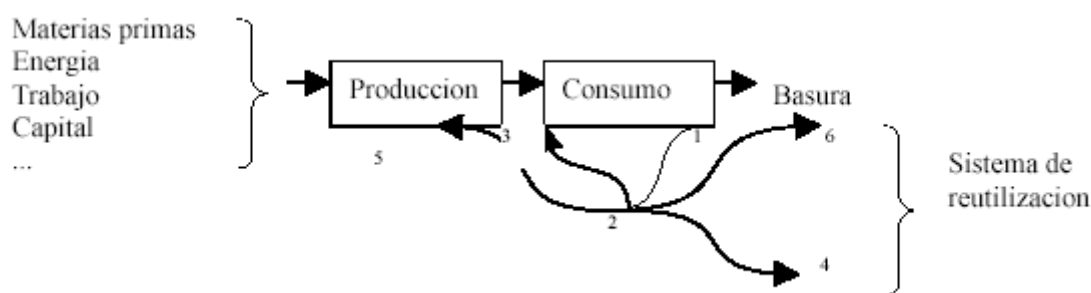 Materias primas
Energia
Trabajo
Capital
...
Produccion
Consumo
Basura
3
1
6
5
2
4
Sistema de
reutilizacion